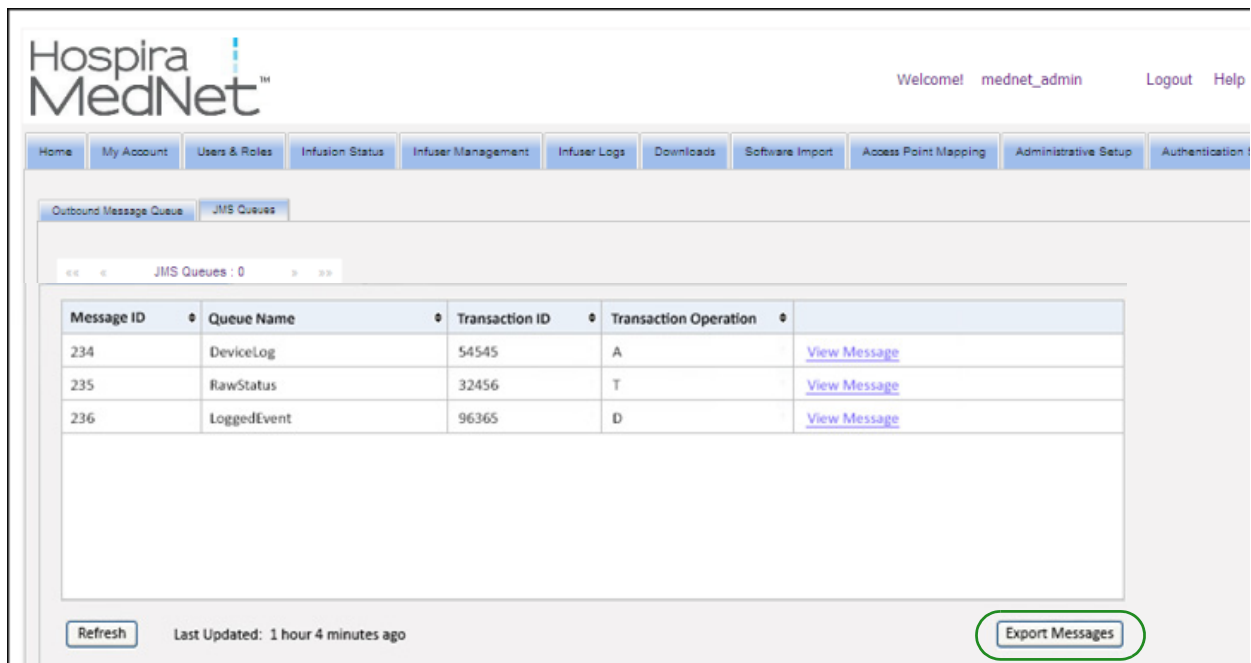 Hospira
MedNet™
Welcome! mednet_admin Logout Help
Home My Account Users & Roles Infusion Status Infuser Management Infuser Logs Downloads Software Import Access Point Mapping Administrative Setup Authentication
Outbound Message Queue JMS Queues
<< < JMS Queues : 0 > >>
Message ID Queue Name Transaction ID Transaction Operation
234 DeviceLog 54545 A View Message
235 RawStatus 32456 T View Message
236 LoggedEvent 96365 D View Message
Refresh Last Updated: 1 hour 4 minutes ago Export Messages